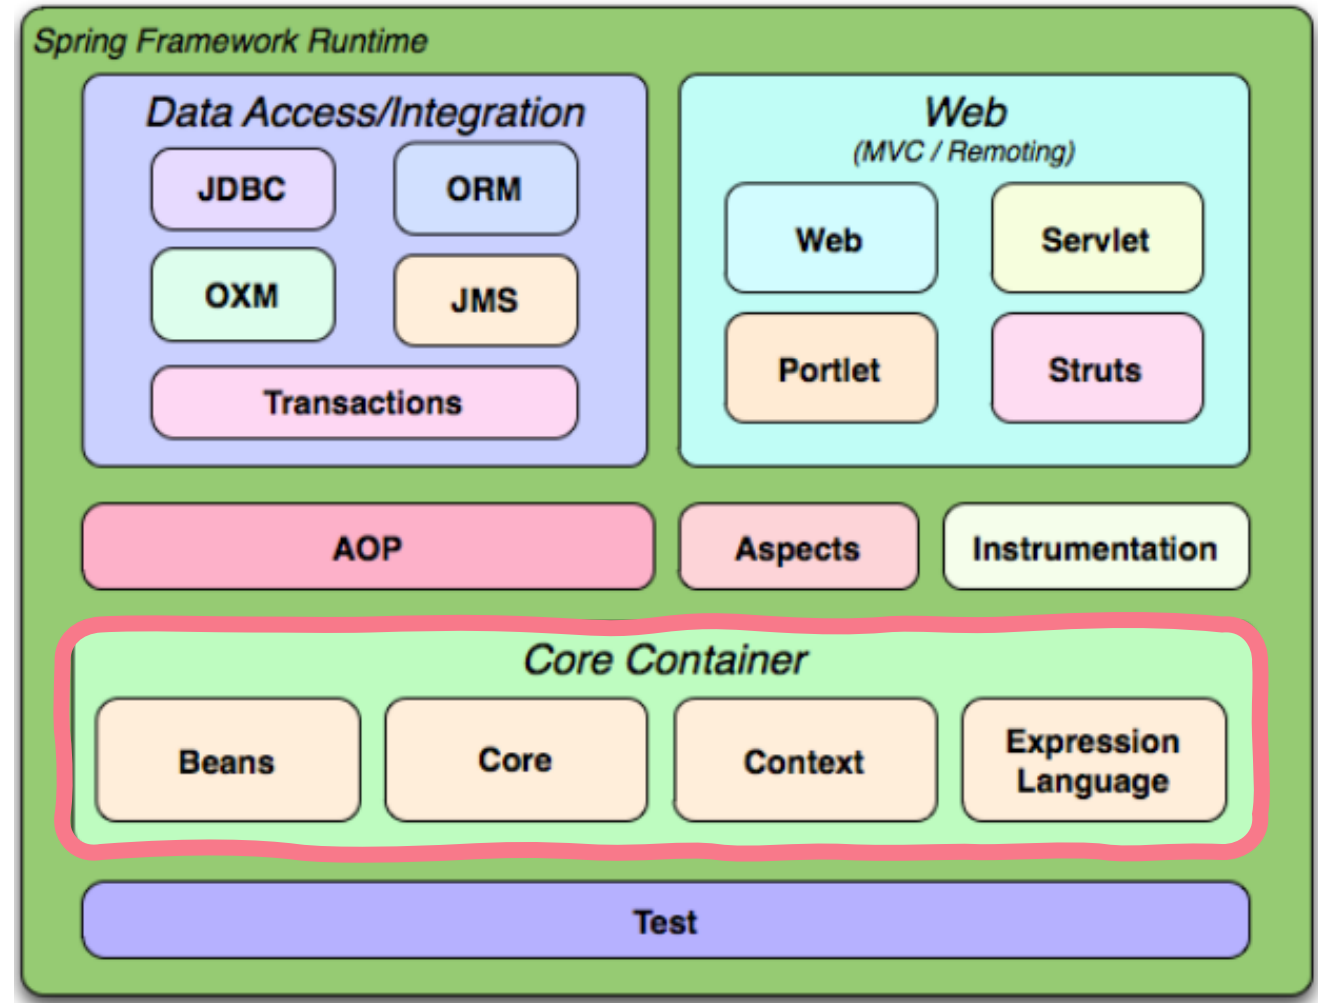 Spring Framework Runtime
Data Access/Integration
JDBC
ORM
OXM
JMS
Transactions
Web
(MVC / Remoting)
Web
Servlet
Portlet
Struts
AOP
Aspects
Instrumentation
Core Container
Beans
Core
Context
Expression
Language
Test